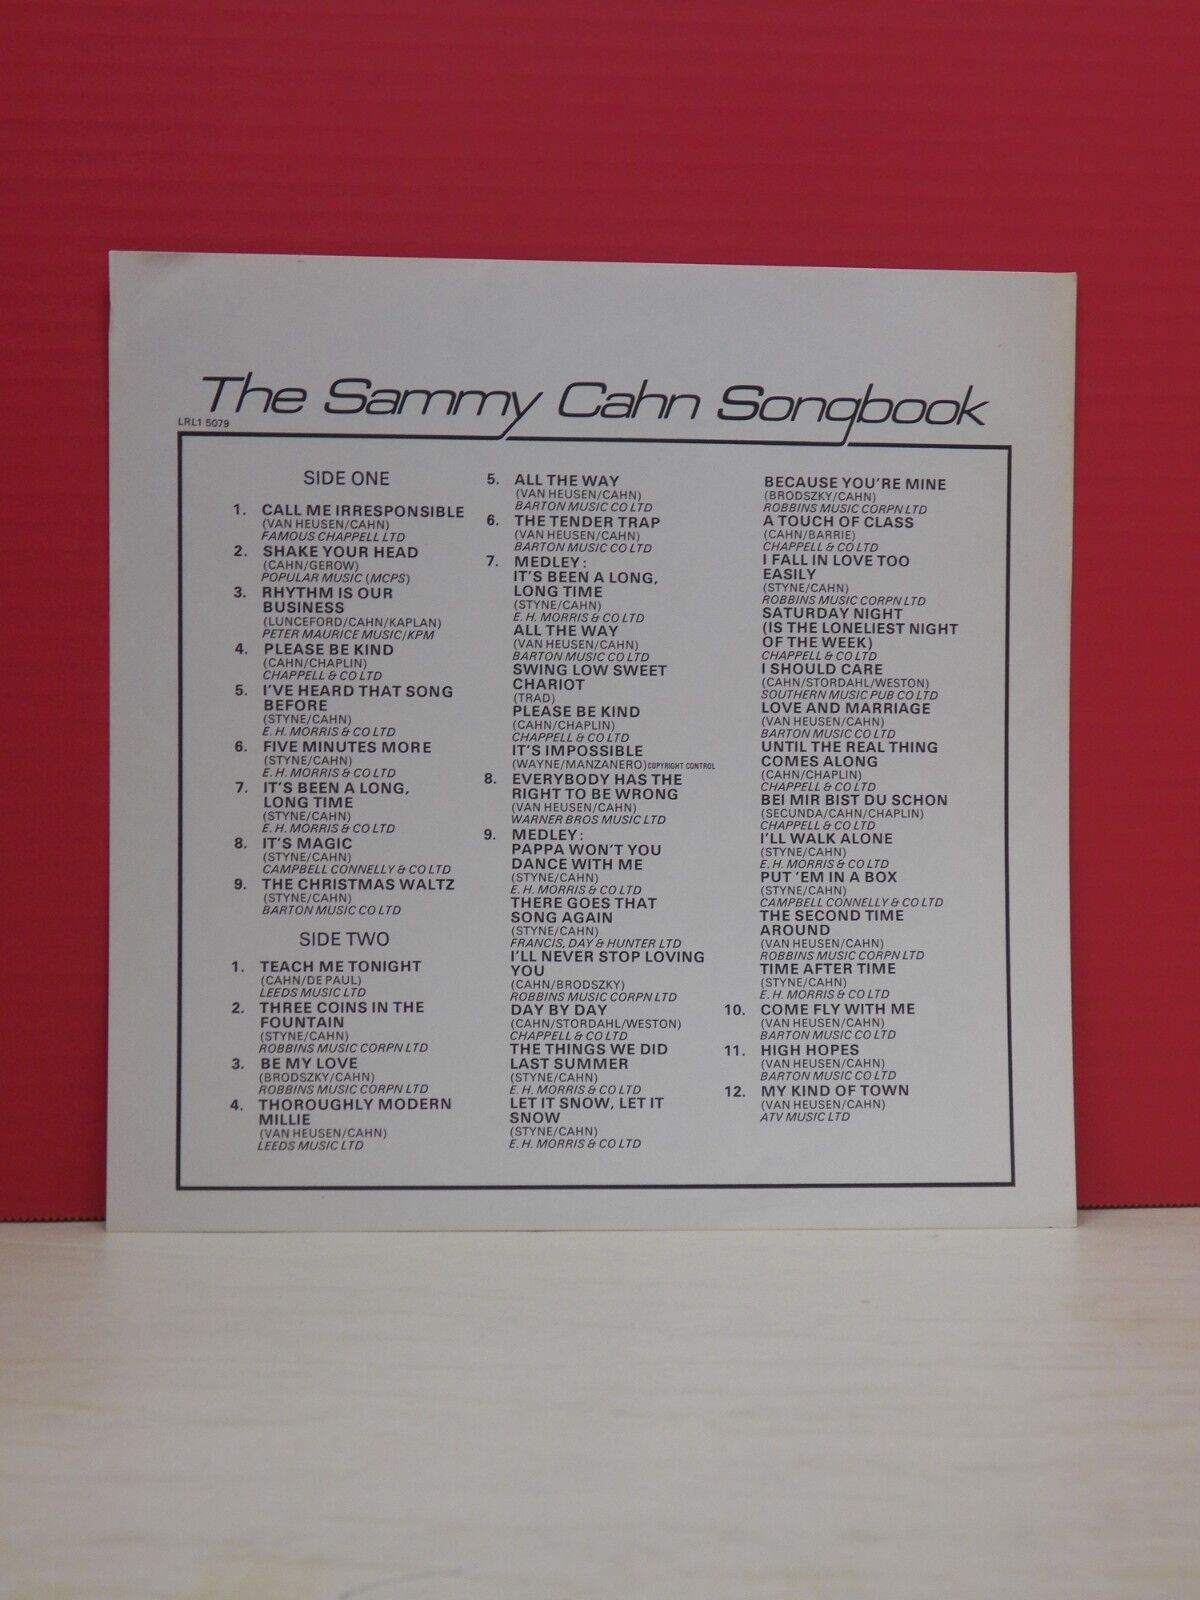 The Sammy Cahn Songbook
LRL1 5079
SIDE ONE
1. CALL ME IRRESPONSIBLE
(VAN HEUSEN/CAHN)
FAMOUS CHAPPELL LTD
2. SHAKE YOUR HEAD
(CAHN/GEROW)
POPULAR MUSIC (MCPS)
3. RHYTHM IS OUR
BUSINESS
(LUNCEFORD/CAHN/KAPLAN)
PETER MAURICE MUSIC/KPM
4. PLEASE BE KIND
(CAHN/CHAPLIN)
CHAPPELL & CO LTD
5. I'VE HEARD THAT SONG
BEFORE
(STYNE/CAHN)
E. H. MORRIS & CO LTD
6. FIVE MINUTES MORE
(STYNE/CAHN)
E. H. MORRIS & CO LTD
7. IT'S BEEN A LONG,
LONG TIME
(STYNE/CAHN)
E. H. MORRIS & CO LTD
8. IT'S MAGIC
(STYNE/CAHN)
CAMPBELL CONNELLY & CO LTD
9. THE CHRISTMAS WALTZ
(STYNE/CAHN)
BARTON MUSIC CO LTD
SIDE TWO
1. TEACH ME TONIGHT
(CAHN/DE PAUL)
LEEDS MUSIC LTD
2. THREE COINS IN THE
FOUNTAIN
(STYNE/CAHN)
ROBBINS MUSIC CORPN LTD
3. BE MY LOVE
(BRODSZKY/CAHN)
ROBBINS MUSIC CORPN LTD
4. THOROUGHLY MODERN
MILLIE
(VAN HEUSEN/CAHN)
LEEDS MUSIC LTD
5. ALL THE WAY
(VAN HEUSEN/CAHN)
BARTON MUSIC CO LTD
6. THE TENDER TRAP
(VAN HEUSEN/CAHN)
BARTON MUSIC CO LTD
7. MEDLEY:
IT'S BEEN A LONG,
LONG TIME
(STYNE/CAHN)
E. H. MORRIS & CO LTD
ALL THE WAY
(VAN HEUSEN/CAHN)
BARTON MUSIC CO LTD
SWING LOW SWEET
CHARIOT
(TRAD)
PLEASE BE KIND
(CAHN/CHAPLIN)
CHAPPELL & CO LTD
IT'S IMPOSSIBLE
(WAYNE/MANZANERO) COPYRIGHT CONTROL
8. EVERYBODY HAS THE
RIGHT TO BE WRONG
(VAN HEUSEN/CAHN)
WARNER BROS MUSIC LTD
9. MEDLEY:
PAPPA WON'T YOU
DANCE WITH ME
(STYNE/CAHN)
E. H. MORRIS & CO LTD
THERE GOES THAT
SONG AGAIN
(STYNE/CAHN)
FRANCIS, DAY & HUNTER LTD
I'LL NEVER STOP LOVING
YOU
(CAHN/BRODSZKY)
ROBBINS MUSIC CORPN LTD
DAY BY DAY
(CAHN/STORDAHL/WESTON)
CHAPPELL & CO LTD
THE THINGS WE DID
LAST SUMMER
(STYNE/CAHN)
E. H. MORRIS & CO LTD
LET IT SNOW, LET IT
SNOW
(STYNE/CAHN)
E. H. MORRIS & CO LTD
BECAUSE YOU'RE MINE
(BRODSZKY/CAHN)
ROBBINS MUSIC CORPN LTD
A TOUCH OF CLASS
(CAHN/BARRIE)
CHAPPELL & CO LTD
I FALL IN LOVE TOO
EASILY
(STYNE/CAHN)
ROBBINS MUSIC CORPN LTD
SATURDAY NIGHT
(IS THE LONELIEST NIGHT
OF THE WEEK)
CHAPPELL & CO LTD
I SHOULD CARE
(CAHN/STORDAHL/WESTON)
SOUTHERN MUSIC PUB CO LTD
LOVE AND MARRIAGE
(VAN HEUSEN/CAHN)
BARTON MUSIC CO LTD
UNTIL THE REAL THING
COMES ALONG
(CAHN/CHAPLIN)
CHAPPELL & CO LTD
BEI MIR BIST DU SCHON
(SECUNDA/CAHN/CHAPLIN)
CHAPPELL & CO LTD
I'LL WALK ALONE
(STYNE/CAHN)
E. H. MORRIS & CO LTD
PUT 'EM IN A BOX
(STYNE/CAHN)
CAMPBELL CONNELLY & CO LTD
THE SECOND TIME
AROUND
(VAN HEUSEN/CAHN)
ROBBINS MUSIC CORPN LTD
TIME AFTER TIME
(STYNE/CAHN)
E. H. MORRIS & CO LTD
10. COME FLY WITH ME
(VAN HEUSEN/CAHN)
BARTON MUSIC CO LTD
11. HIGH HOPES
(VAN HEUSEN/CAHN)
BARTON MUSIC CO LTD
12. MY KIND OF TOWN
(VAN HEUSEN/CAHN)
ATV MUSIC LTD